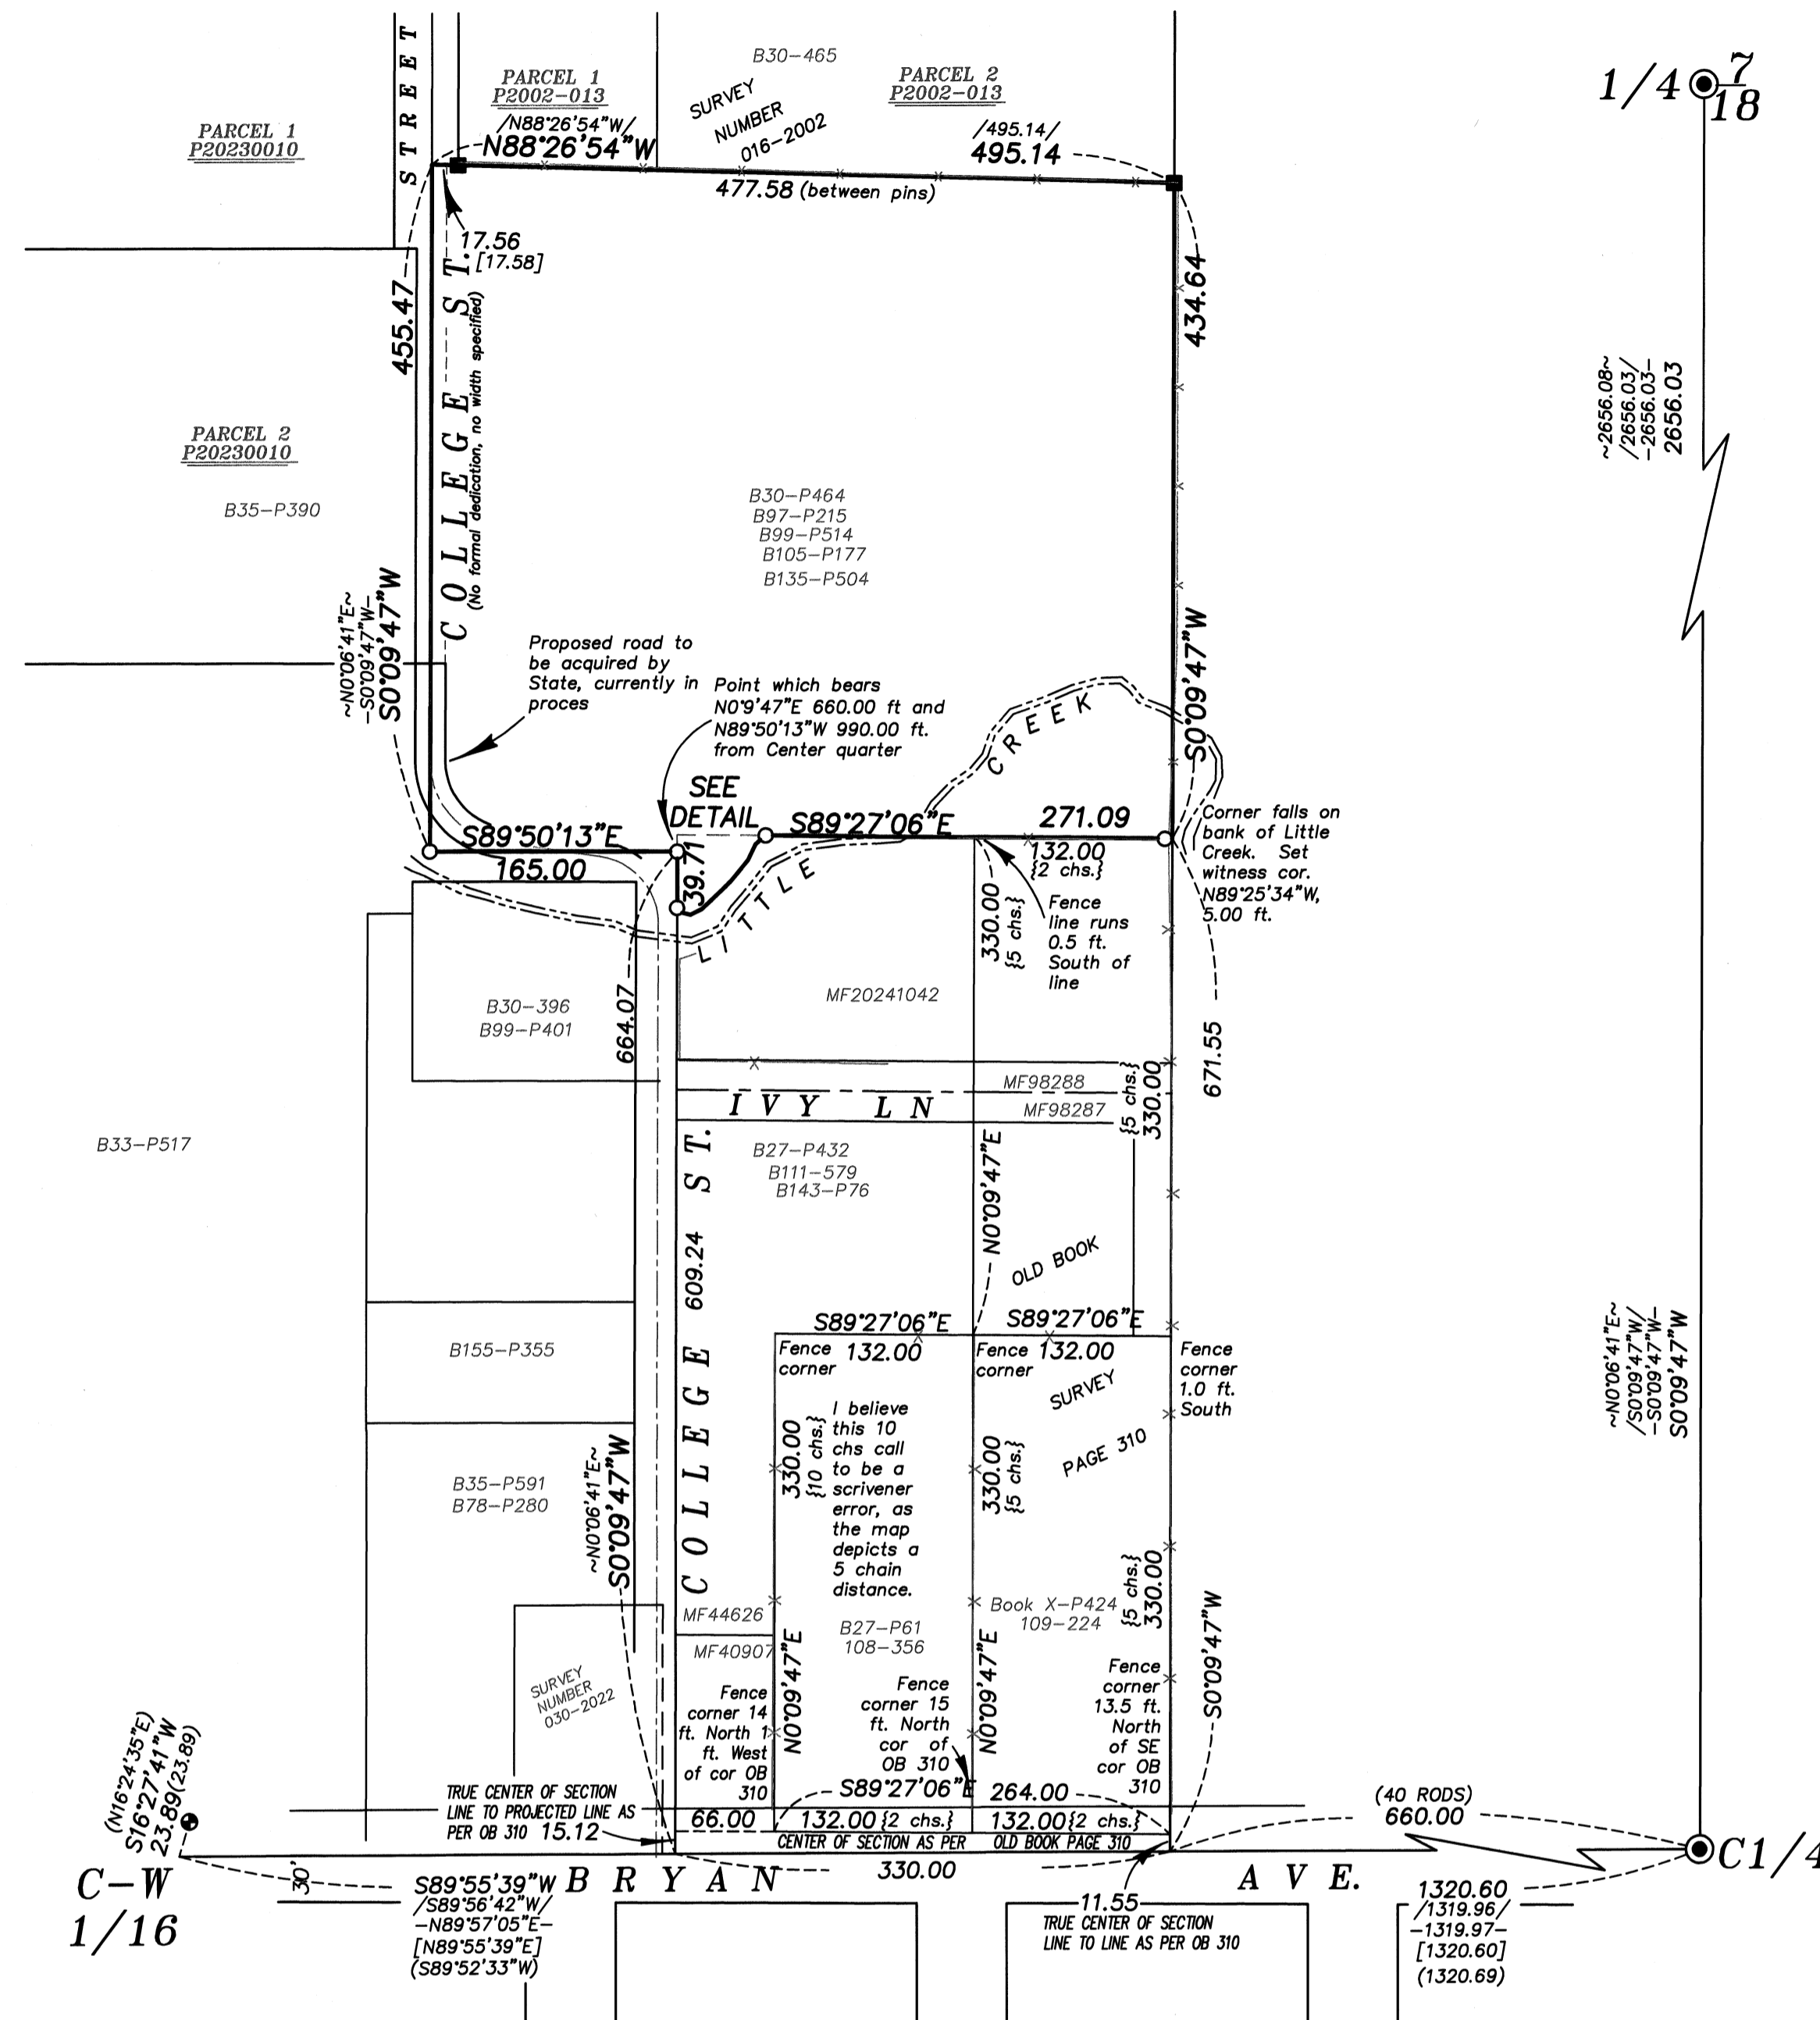 STREET
B30-465
PARCEL 1
P2002-013
SURVEY
NUMBER
016-2002
PARCEL 2
P2002-013
1/4
7
18
PARCEL 1
P20230010
/N88°26'54"W/
N88°26'54"W
/495.14/
495.14
477.58 (between pins)
17.56
[17.58]
455.47
COLLEGE ST.
(No formal dedication, no width specified)
434.64
~2656.08~
/2656.03/
-2656.03-
2656.03
PARCEL 2
P20230010
B35-P390
B30-P464
B97-P215
B99-P514
B105-P177
B135-P504
~N0°06'41"E~
-S0°09'47"W-
S0°09'47"W
Proposed road to
be acquired by
State, currently in
proces
Point which bears
N0°9'47"E 660.00 ft and
N89°50'13"W 990.00 ft.
from Center quarter
SEE
DETAIL
LITTLE CREEK
S0°09'47"W
S89°50'13"E
165.00
39.71
S89°27'06"E
271.09
132.00
{2 chs.}
Corner falls on
bank of Little
Creek. Set
witness cor.
N89°25'34"W,
5.00 ft.
330.00
{5 chs.}
Fence
line runs
0.5 ft.
South of
line
664.07
671.55
B30-396
B99-P401
MF20241042
MF98288
IVY LN
MF98287
{5 chs.}
330.00
B33-P517
B27-P432
B111-579
B143-P76
N0°09'47"E
OLD BOOK
COLLEGE ST.
609.24
S89°27'06"E
S89°27'06"E
B155-P355
Fence
corner
132.00
Fence
corner
132.00
Fence
corner
1.0 ft.
South
SURVEY
PAGE 310
I believe
this 10
chs call
to be a
scrivener
error, as
the map
depicts a
5 chain
distance.
330.00
{10 chs.}
330.00
{5 chs.}
~N0°06'41"E~
/S0°09'47"W/
-S0°09'47"W-
S0°09'47"W
B35-P591
B78-P280
~N0°06'41"E~
S0°09'47"W
{5 chs.}
330.00
MF44626
MF40907
B27-P61
108-356
Book X-P424
109-224
S0°09'47"W
N0°09'47"E
N0°09'47"E
SURVEY
NUMBER
030-2022
Fence
corner 14
ft. North 1
ft. West
of cor OB
310
Fence
corner 15
ft. North
cor of
OB 310
Fence
corner
13.5 ft.
North
of SE
cor OB
310
(N16°24'35"E)
S16°27'41"W
23.89(23.89)
TRUE CENTER OF SECTION
LINE TO PROJECTED LINE AS
PER OB 310 15.12
S89°27'06"E
264.00
66.00
132.00{2 chs.}
132.00{2 chs.}
CENTER OF SECTION AS PER OLD BOOK PAGE 310
(40 RODS)
660.00
C1/4
C-W
1/16
30'
BRYAN AVE.
330.00
S89°55'39"W
/S89°56'42"W/
-N89°57'05"E-
[N89°55'39"E]
(S89°52'33"W)
11.55
TRUE CENTER OF SECTION
LINE TO LINE AS PER OB 310
1320.60
/1319.96/
-1319.97-
[1320.60]
(1320.69)